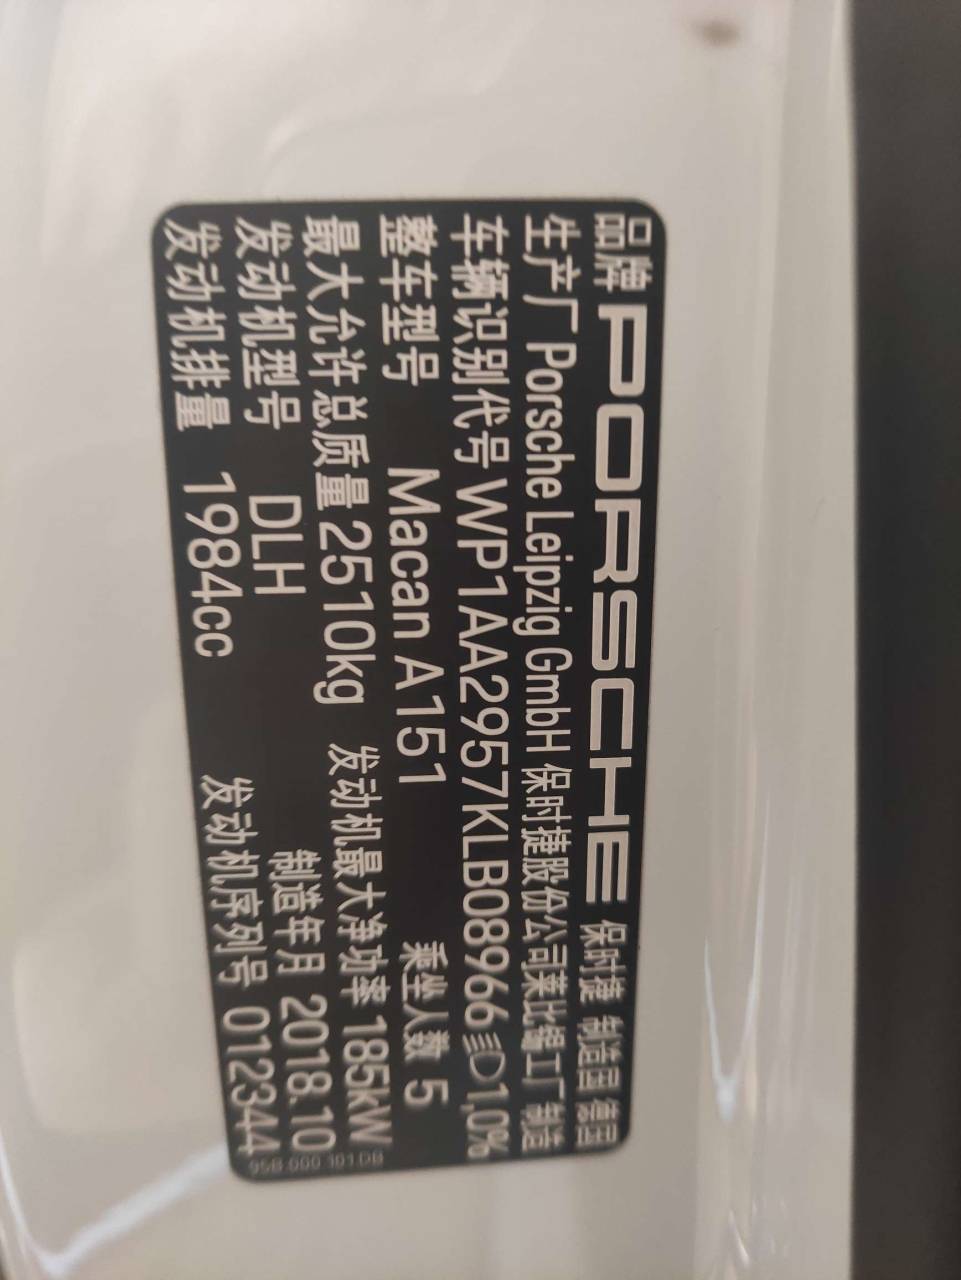 品牌 PORSCHE 保时捷 制造国 德国
生产厂 Porsche Leipzig GmbH 保时捷股份公司莱比锡工厂 制造
车辆识别代号 WP1AA2957KLB08966 1,0%
整车型号 Macan A151 乘坐人数 5
最大允许总质量 2510kg 发动机最大净功率 185kW
发动机型号 DLH 制造年月 2018.10
发动机排量 1984cc 发动机序列号 012344
95B 000 101 DB